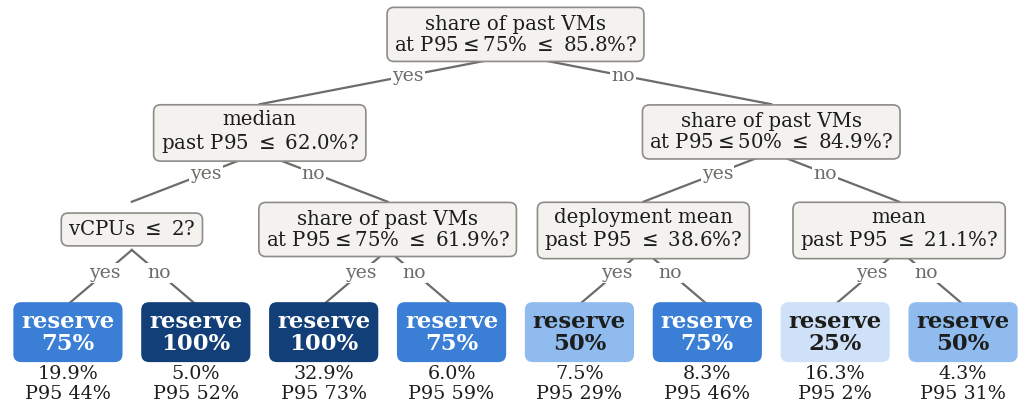 share of past VMs
at P95≤75% ≤ 85.8%?
yes
no
median
past P95 ≤ 62.0%?
share of past VMs
at P95≤50% ≤ 84.9%?
yes
no
yes
no
vCPUs ≤ 2?
share of past VMs
at P95≤75% ≤ 61.9%?
deployment mean
past P95 ≤ 38.6%?
mean
past P95 ≤ 21.1%?
yes
no
yes
no
yes
no
yes
no
reserve
75%
reserve
100%
reserve
100%
reserve
75%
reserve
50%
reserve
75%
reserve
25%
reserve
50%
19.9%
P95 44%
5.0%
P95 52%
32.9%
P95 73%
6.0%
P95 59%
7.5%
P95 29%
8.3%
P95 46%
16.3%
P95 2%
4.3%
P95 31%